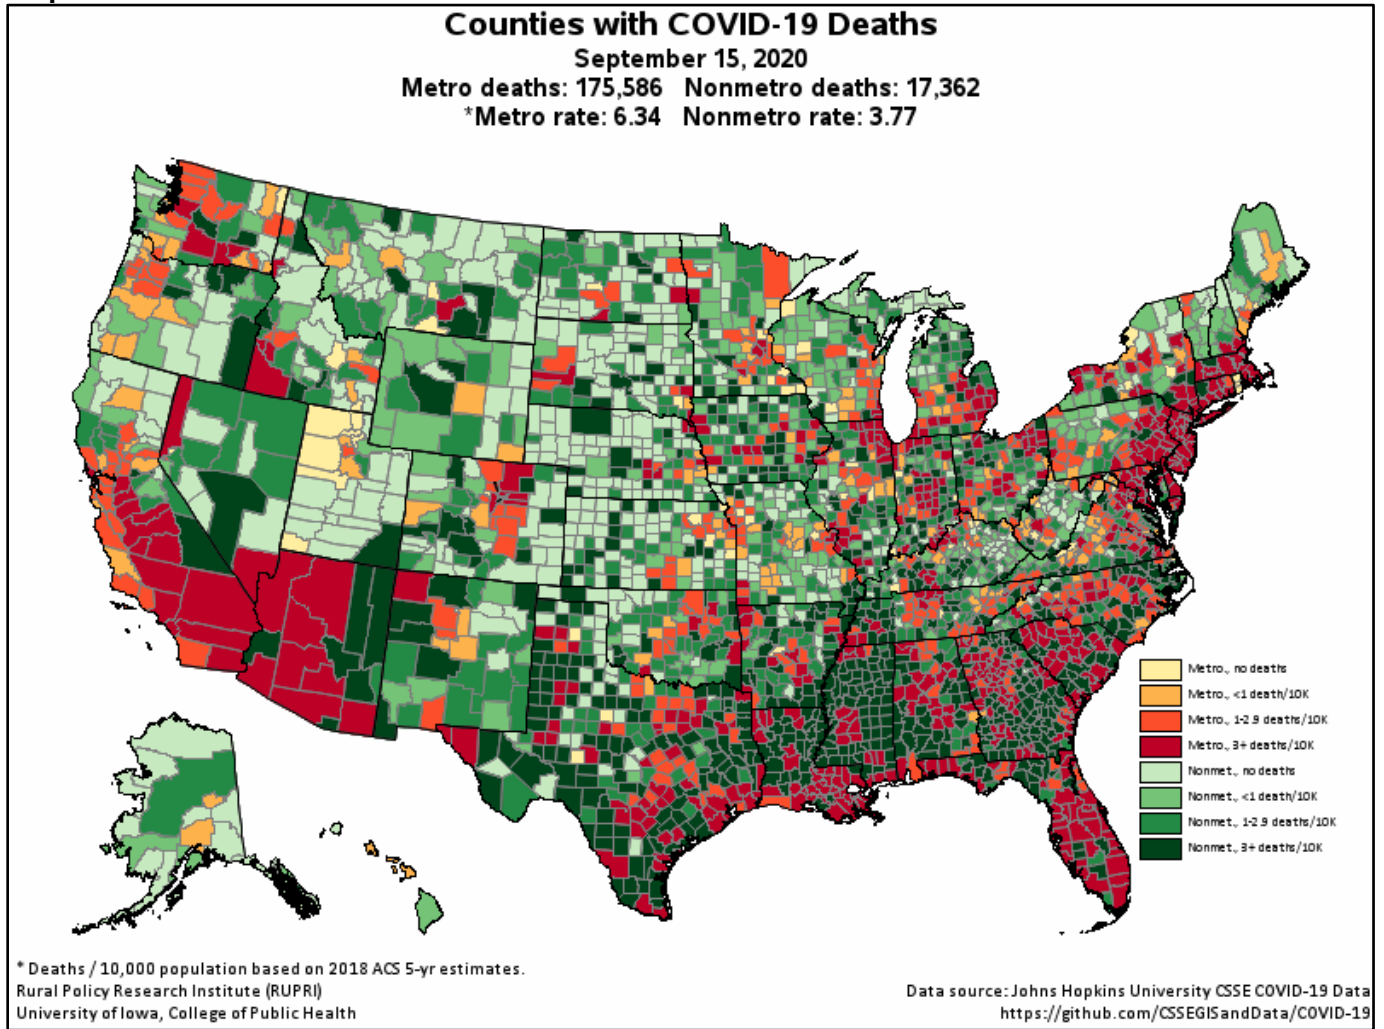 Counties with COVID-19 Deaths
September 15, 2020
Metro deaths: 175,586 Nonmetro deaths: 17,362
*Metro rate: 6.34 Nonmetro rate: 3.77
Metro., no deaths
Metro., <1 death/10K
Metro., 1-2.9 deaths/10K
Metro., 3+ deaths/10K
Nonmet., no deaths
Nonmet., <1 death/10K
Nonmet., 1-2.9 deaths/10K
Nonmet., 3+ deaths/10K
* Deaths / 10,000 population based on 2018 ACS 5-yr estimates.
Rural Policy Research Institute (RUPRI)
University of Iowa, College of Public Health
Data source: Johns Hopkins University CSSE COVID-19 Data
https://github.com/CSSEGISandData/COVID-19